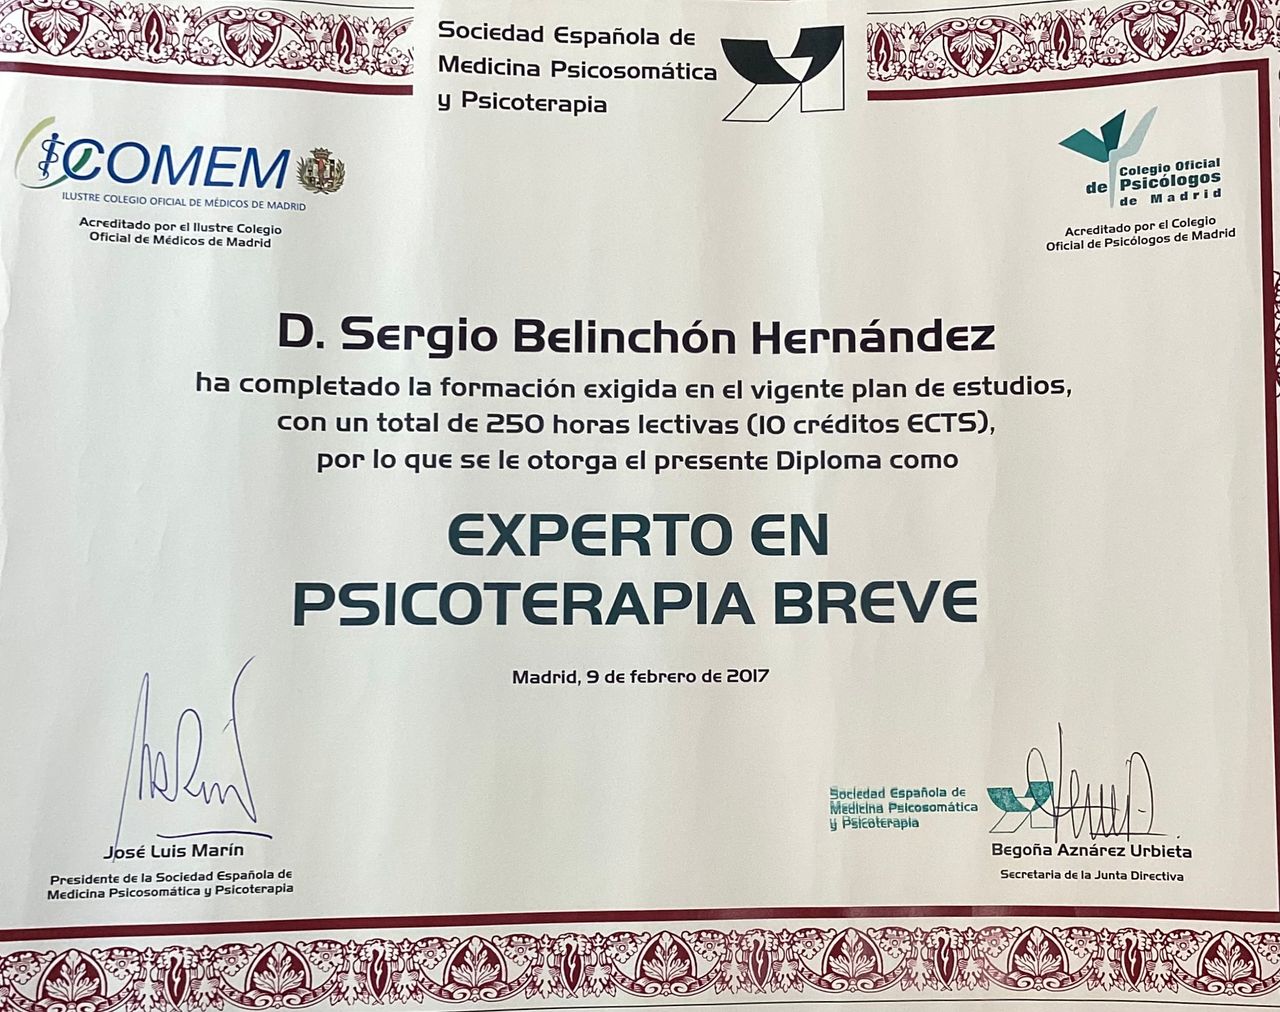 Sociedad Española de
Medicina Psicosomática
y Psicoterapia
ICOMEM
ILUSTRE COLEGIO OFICIAL DE MÉDICOS DE MADRID
Acreditado por el Ilustre Colegio
Oficial de Médicos de Madrid
Colegio Oficial
de Psicólogos
de Madrid
Acreditado por el Colegio
Oficial de Psicólogos de Madrid
D. Sergio Belinchón Hernández
ha completado la formación exigida en el vigente plan de estudios,
con un total de 250 horas lectivas (10 créditos ECTS),
por lo que se le otorga el presente Diploma como
EXPERTO EN
PSICOTERAPIA BREVE
Madrid, 9 de febrero de 2017
José Luis Marín
Presidente de la Sociedad Española de
Medicina Psicosomática y Psicoterapia
Sociedad Española de
Medicina Psicosomática
y Psicoterapia
Begoña Aznárez Urbieta
Secretaria de la Junta Directiva